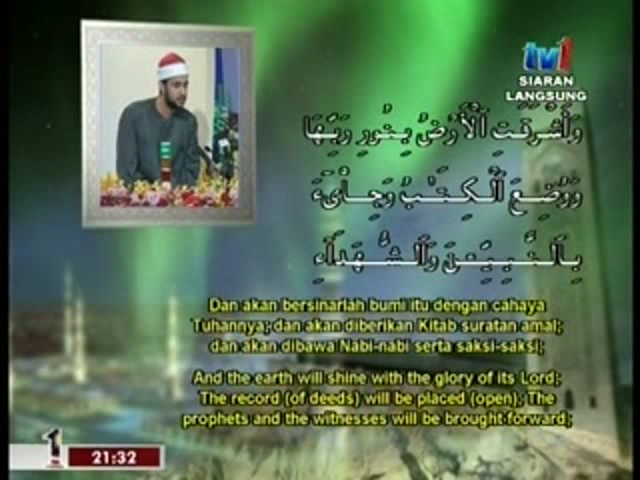 tv1
SIARAN
LANGSUNG
وَأَشْرَقَتِ ٱلْأَرْضُ بِنُورِ رَبِّهَا
وَوُضِعَ ٱلْكِتَـٰبُ وَجِاْىٓءَ
بِٱلنَّبِيِّـۧنَ وَٱلشُّهَدَآءِ
Dan akan bersinarlah bumi itu dengan cahaya
Tuhannya; dan akan diberikan Kitab suratan amal;
dan akan dibawa Nabi-nabi serta saksi-saksi;
And the earth will shine with the glory of its Lord;
The record (of deeds) will be placed (open); The
prophets and the witnesses will be brought forward;
1
21:32